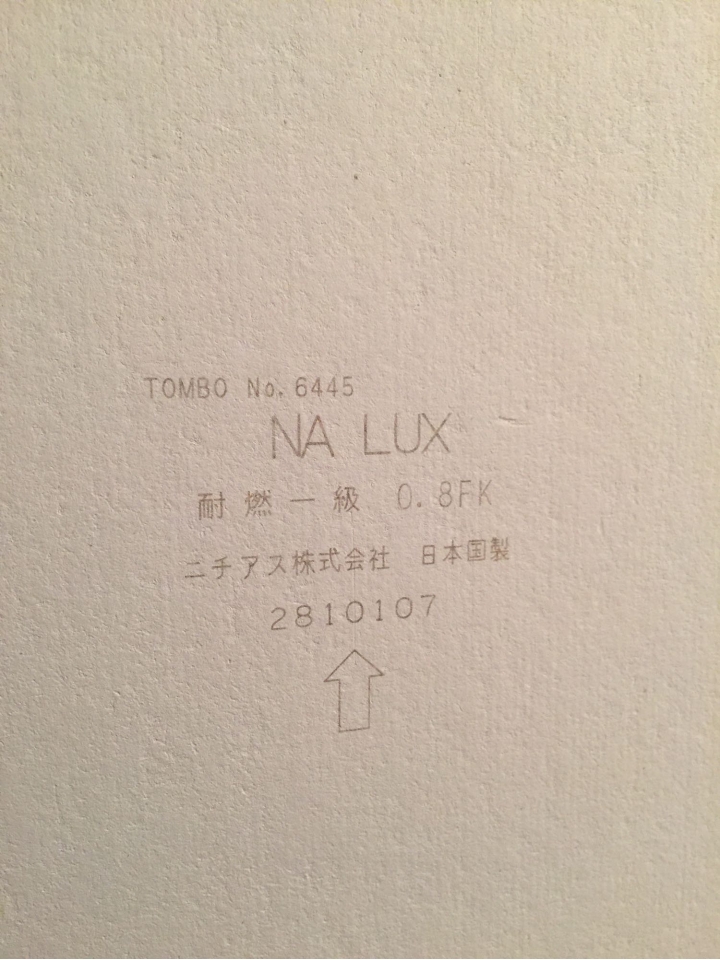 TOMBO No. 6445
NA LUX
耐燃一級 0.8FK
ニチアス株式会社 日本国製
2810107